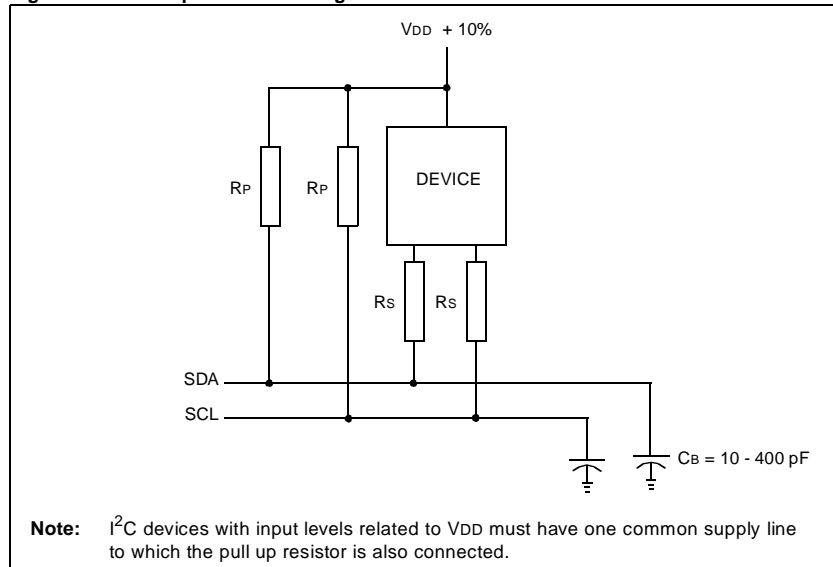 VDD + 10%
DEVICE
RP
RP
RS
RS
SDA
SCL
CB = 10 - 400 pF
Note: I²C devices with input levels related to VDD must have one common supply line
to which the pull up resistor is also connected.